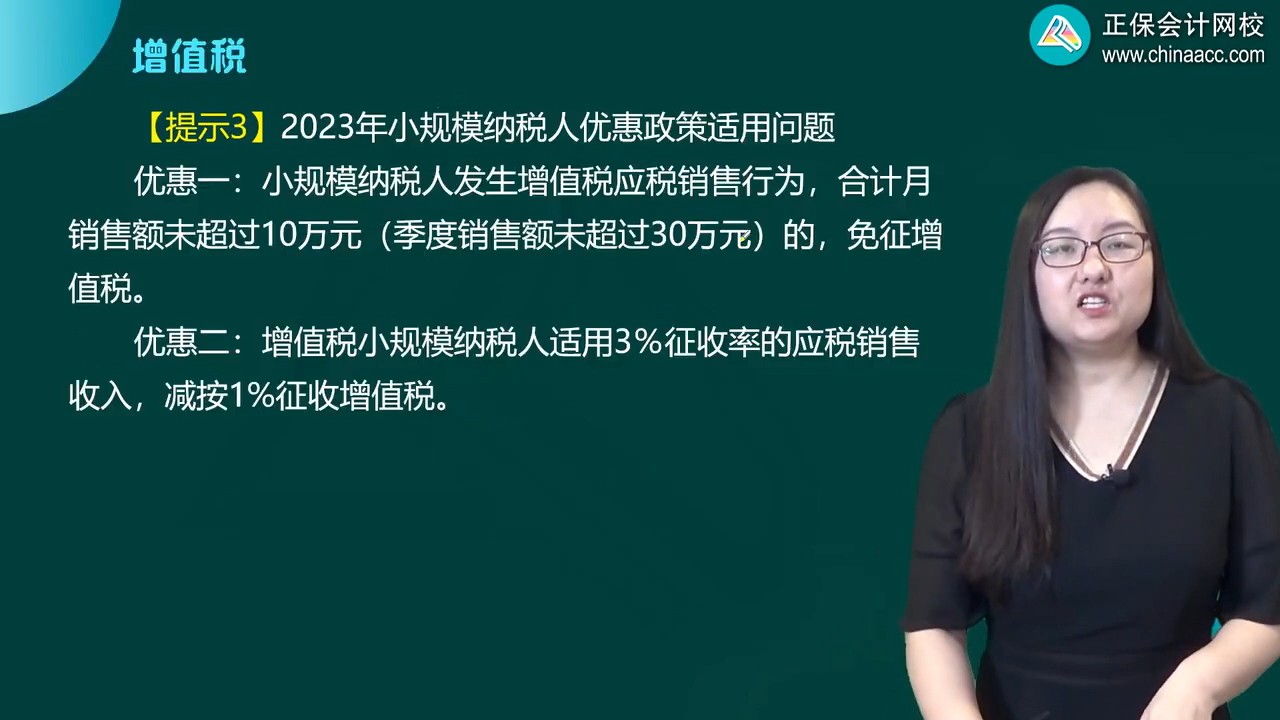 增值税
正保会计网校
www.chinaacc.com
【提示3】2023年小规模纳税人优惠政策适用问题
优惠一：小规模纳税人发生增值税应税销售行为，合计月
销售额未超过10万元（季度销售额未超过30万元）的，免征增
值税。
优惠二：增值税小规模纳税人适用3%征收率的应税销售
收入，减按1%征收增值税。